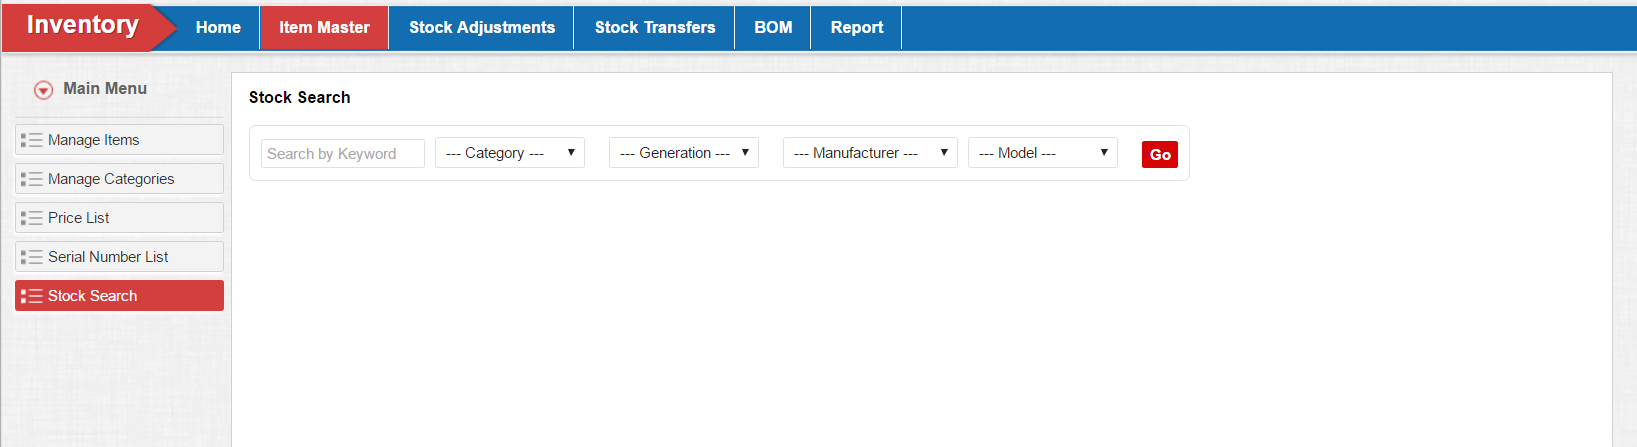 Inventory Home Item Master Stock Adjustments Stock Transfers BOM Report
Main Menu
Manage Items
Manage Categories
Price List
Serial Number List
Stock Search
Stock Search
Search by Keyword --- Category --- --- Generation --- --- Manufacturer --- --- Model --- Go